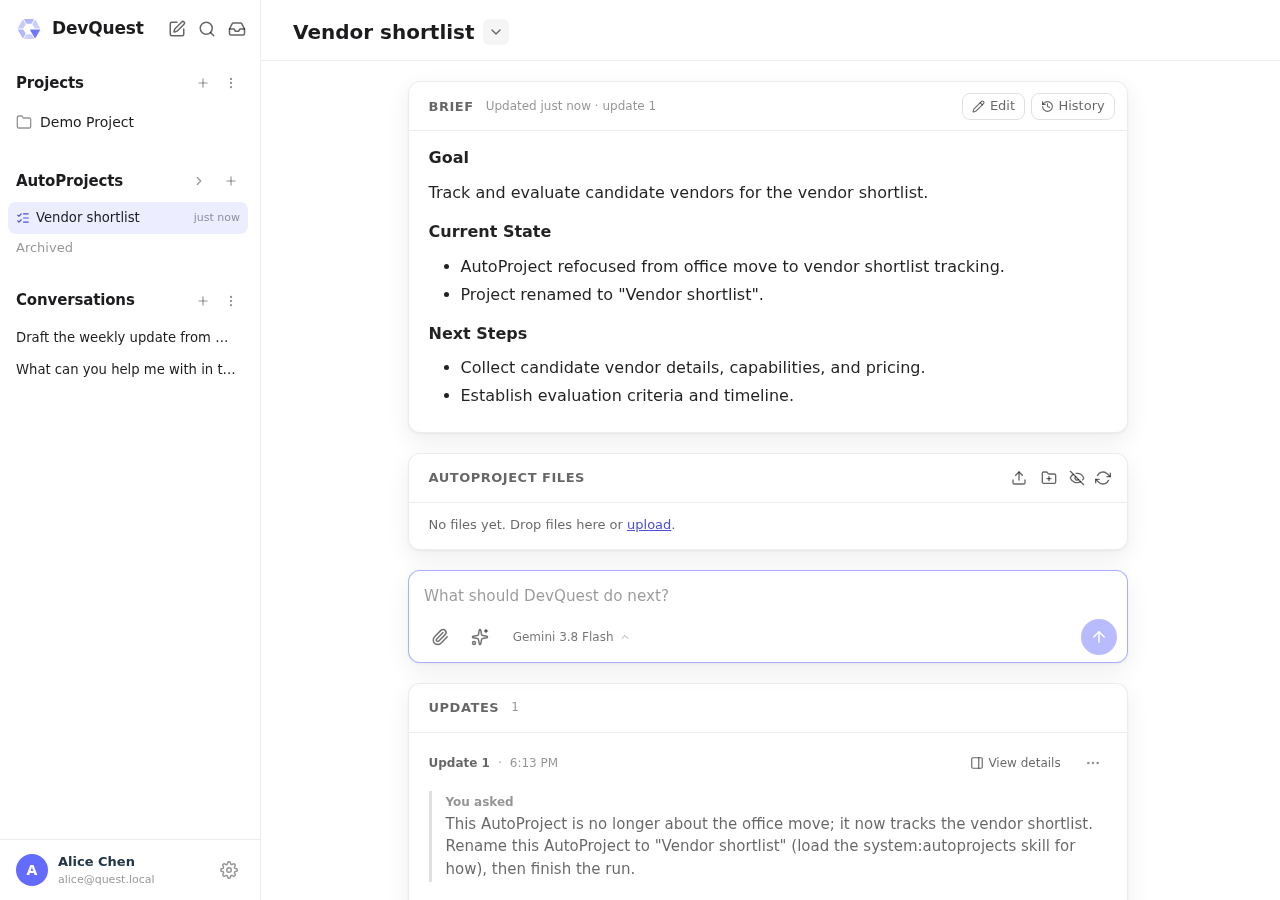 DevQuest
Projects
Demo Project
AutoProjects
Vendor shortlist just now
Archived
Conversations
Draft the weekly update from …
What can you help me with in t…
A
Alice Chen
alice@quest.local
Vendor shortlist
BRIEF Updated just now · update 1 Edit History
Goal
Track and evaluate candidate vendors for the vendor shortlist.
Current State
• AutoProject refocused from office move to vendor shortlist tracking.
• Project renamed to "Vendor shortlist".
Next Steps
• Collect candidate vendor details, capabilities, and pricing.
• Establish evaluation criteria and timeline.
AUTOPROJECT FILES
No files yet. Drop files here or upload.
What should DevQuest do next?
Gemini 3.8 Flash
UPDATES 1
Update 1 · 6:13 PM View details
You asked
This AutoProject is no longer about the office move; it now tracks the vendor shortlist.
Rename this AutoProject to "Vendor shortlist" (load the system:autoprojects skill for
how), then finish the run.